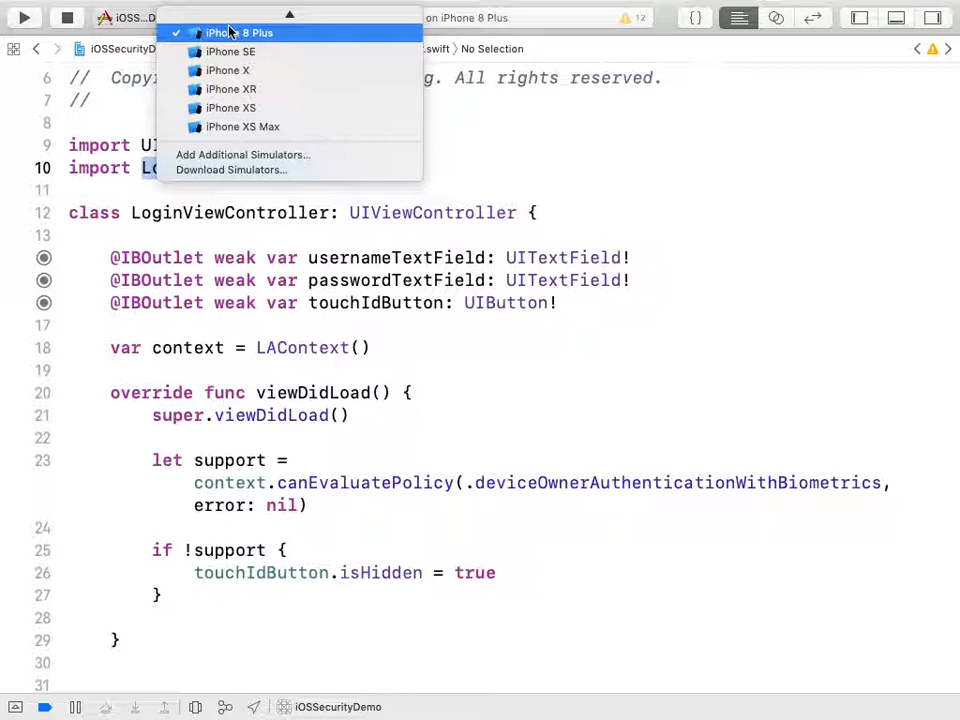 iOSS...D
on iPhone 8 Plus
12
{}
iPhone 8 Plus
iPhone SE
iPhone X
iPhone XR
iPhone XS
iPhone XS Max
Add Additional Simulators...
Download Simulators...
iOSSecurityD
.swift
No Selection
6 // Copy g. All rights reserved.
7 //
8
9 import UI
10 import L
11
12 class LoginViewController: UIViewController {
13
@IBOutlet weak var usernameTextField: UITextField!
@IBOutlet weak var passwordTextField: UITextField!
@IBOutlet weak var touchIdButton: UIButton!
17
18 var context = LAContext()
19
20 override func viewDidLoad() {
21 super.viewDidLoad()
22
23 let support =
context.canEvaluatePolicy(.deviceOwnerAuthenticationWithBiometrics,
error: nil)
24
25 if !support {
26 touchIdButton.isHidden = true
27 }
28
29 }
30
31
iOSSecurityDemo